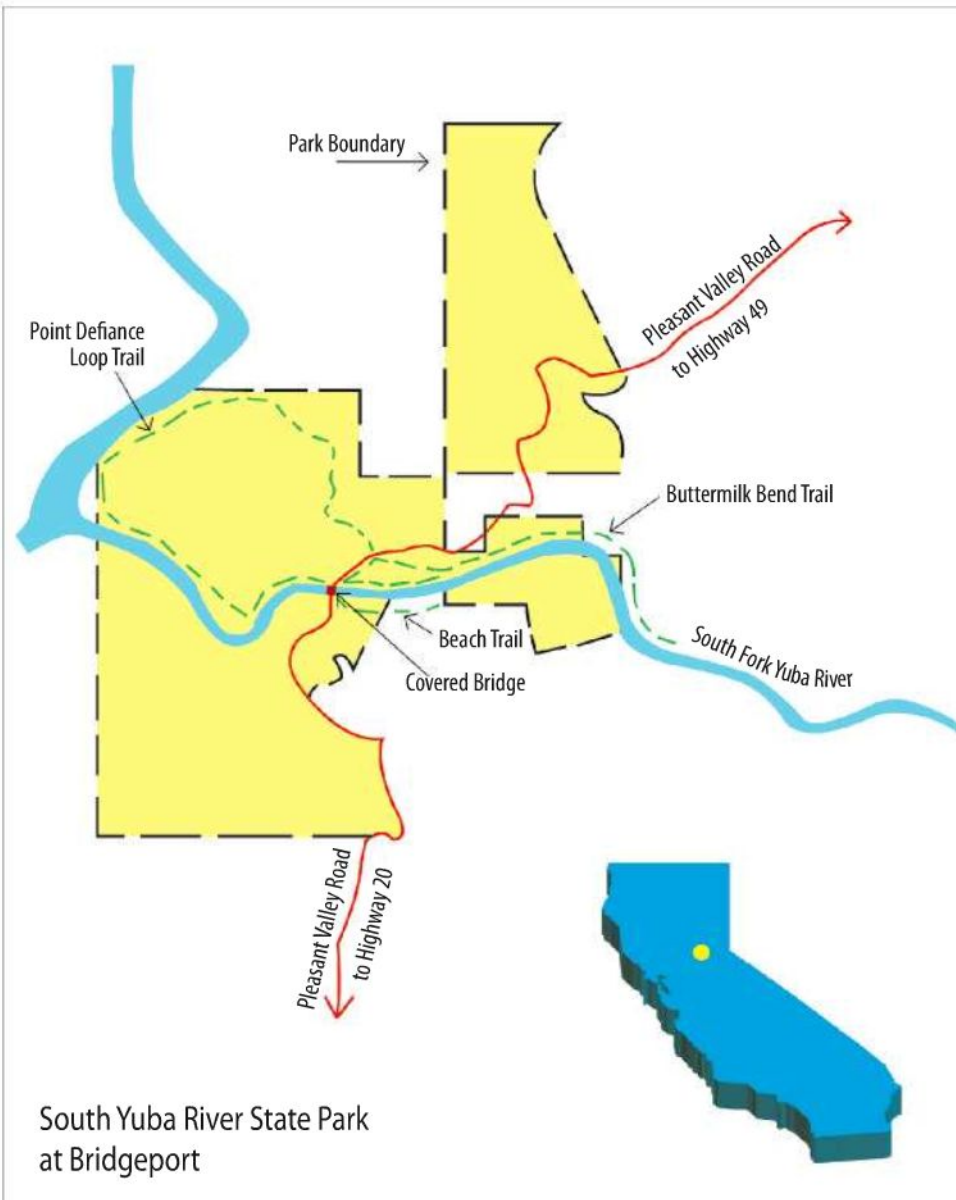 Park Boundary
Pleasant Valley Road
to Highway 49
Point Defiance
Loop Trail
Buttermilk Bend Trail
Beach Trail
South Fork Yuba River
Covered Bridge
Pleasant Valley Road
to Highway 20
South Yuba River State Park
at Bridgeport